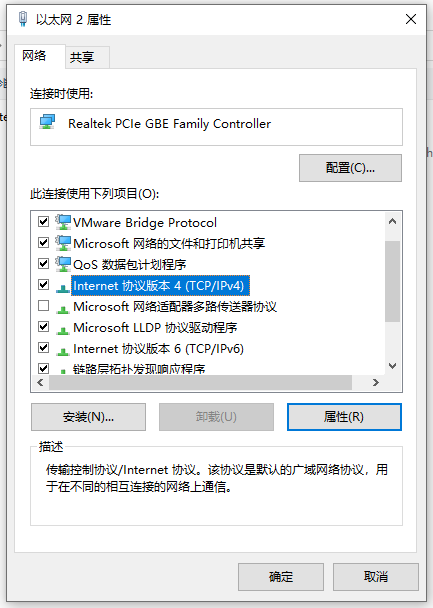 以太网 2 属性
网络
共享
连接时使用:
Realtek PCIe GBE Family Controller
配置(C)...
此连接使用下列项目(O):
VMware Bridge Protocol
Microsoft 网络的文件和打印机共享
QoS 数据包计划程序
Internet 协议版本 4 (TCP/IPv4)
Microsoft 网络适配器多路传送器协议
Microsoft LLDP 协议驱动程序
Internet 协议版本 6 (TCP/IPv6)
链路层拓扑发现响应程序
安装(N)...
卸载(U)
属性(R)
描述
传输控制协议/Internet 协议。该协议是默认的广域网络协议，用
于在不同的相互连接的网络上通信。
确定
取消